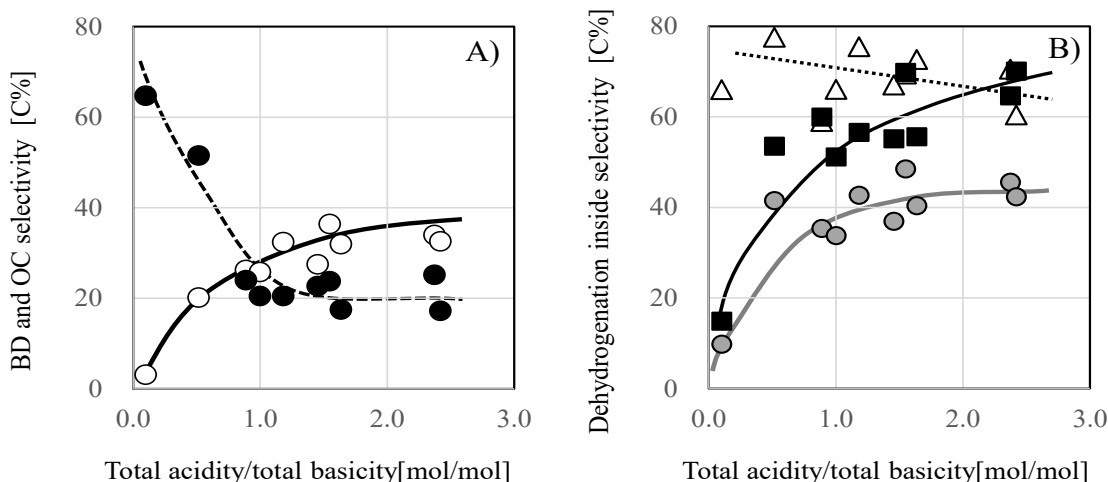 BD and OC selectivity [C%]
80
60
40
20
0
A)
0.0 1.0 2.0 3.0
Total acidity/total basicity[mol/mol]
Dehydrogenation inside selectivity [C%]
80
60
40
20
0
B)
0.0 1.0 2.0 3.0
Total acidity/total basicity[mol/mol]